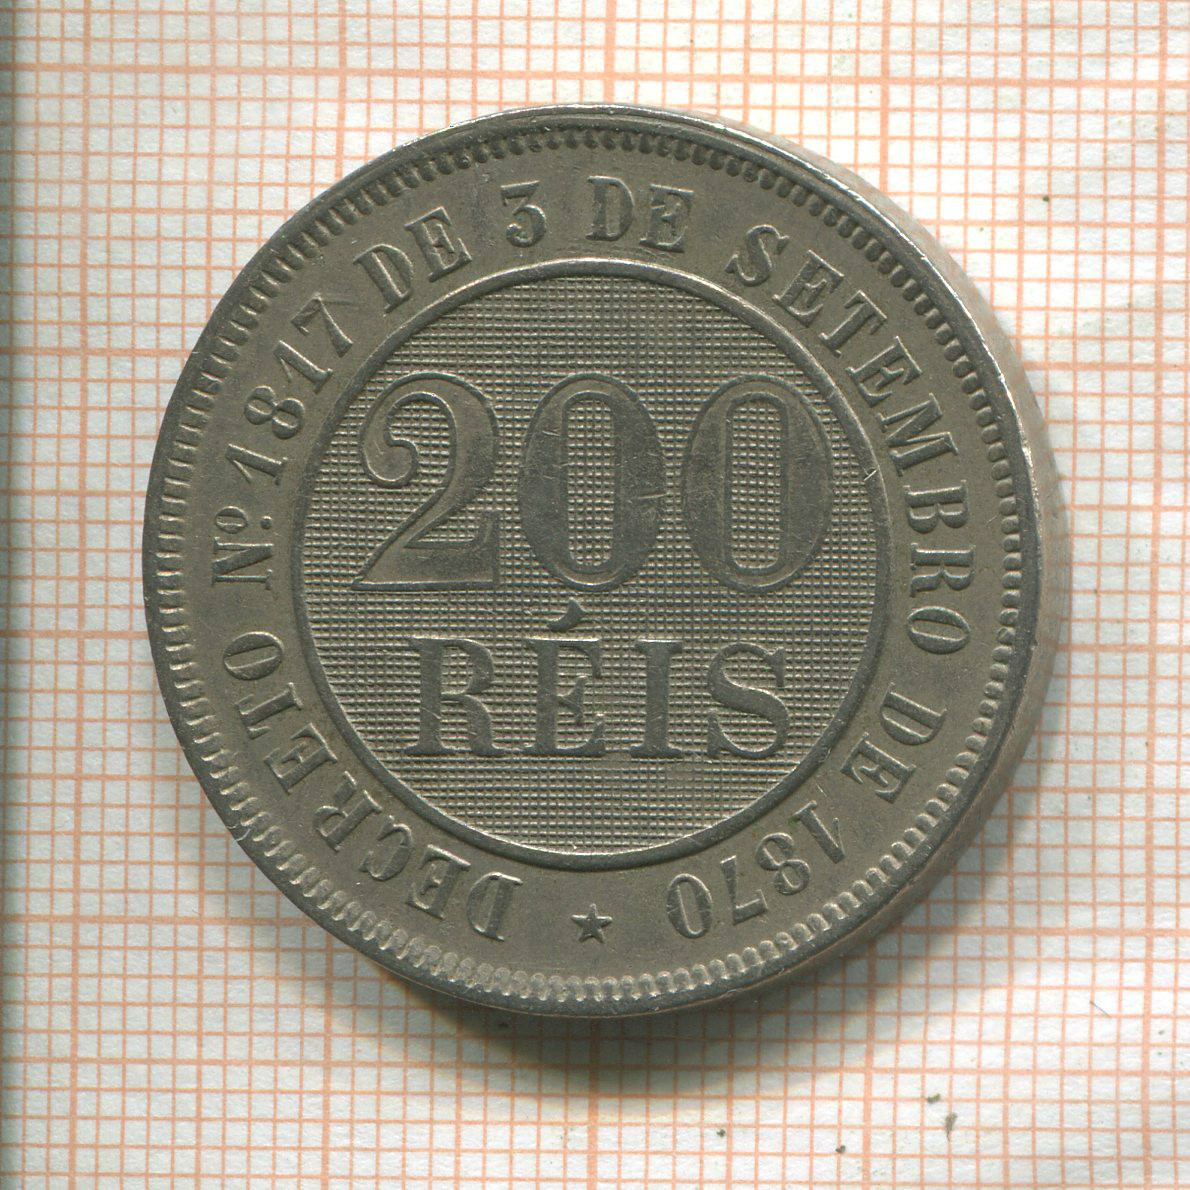 DECRETO Nº. 1817 DE 3 DE SETEMBRO DE 1870
200
RÉIS